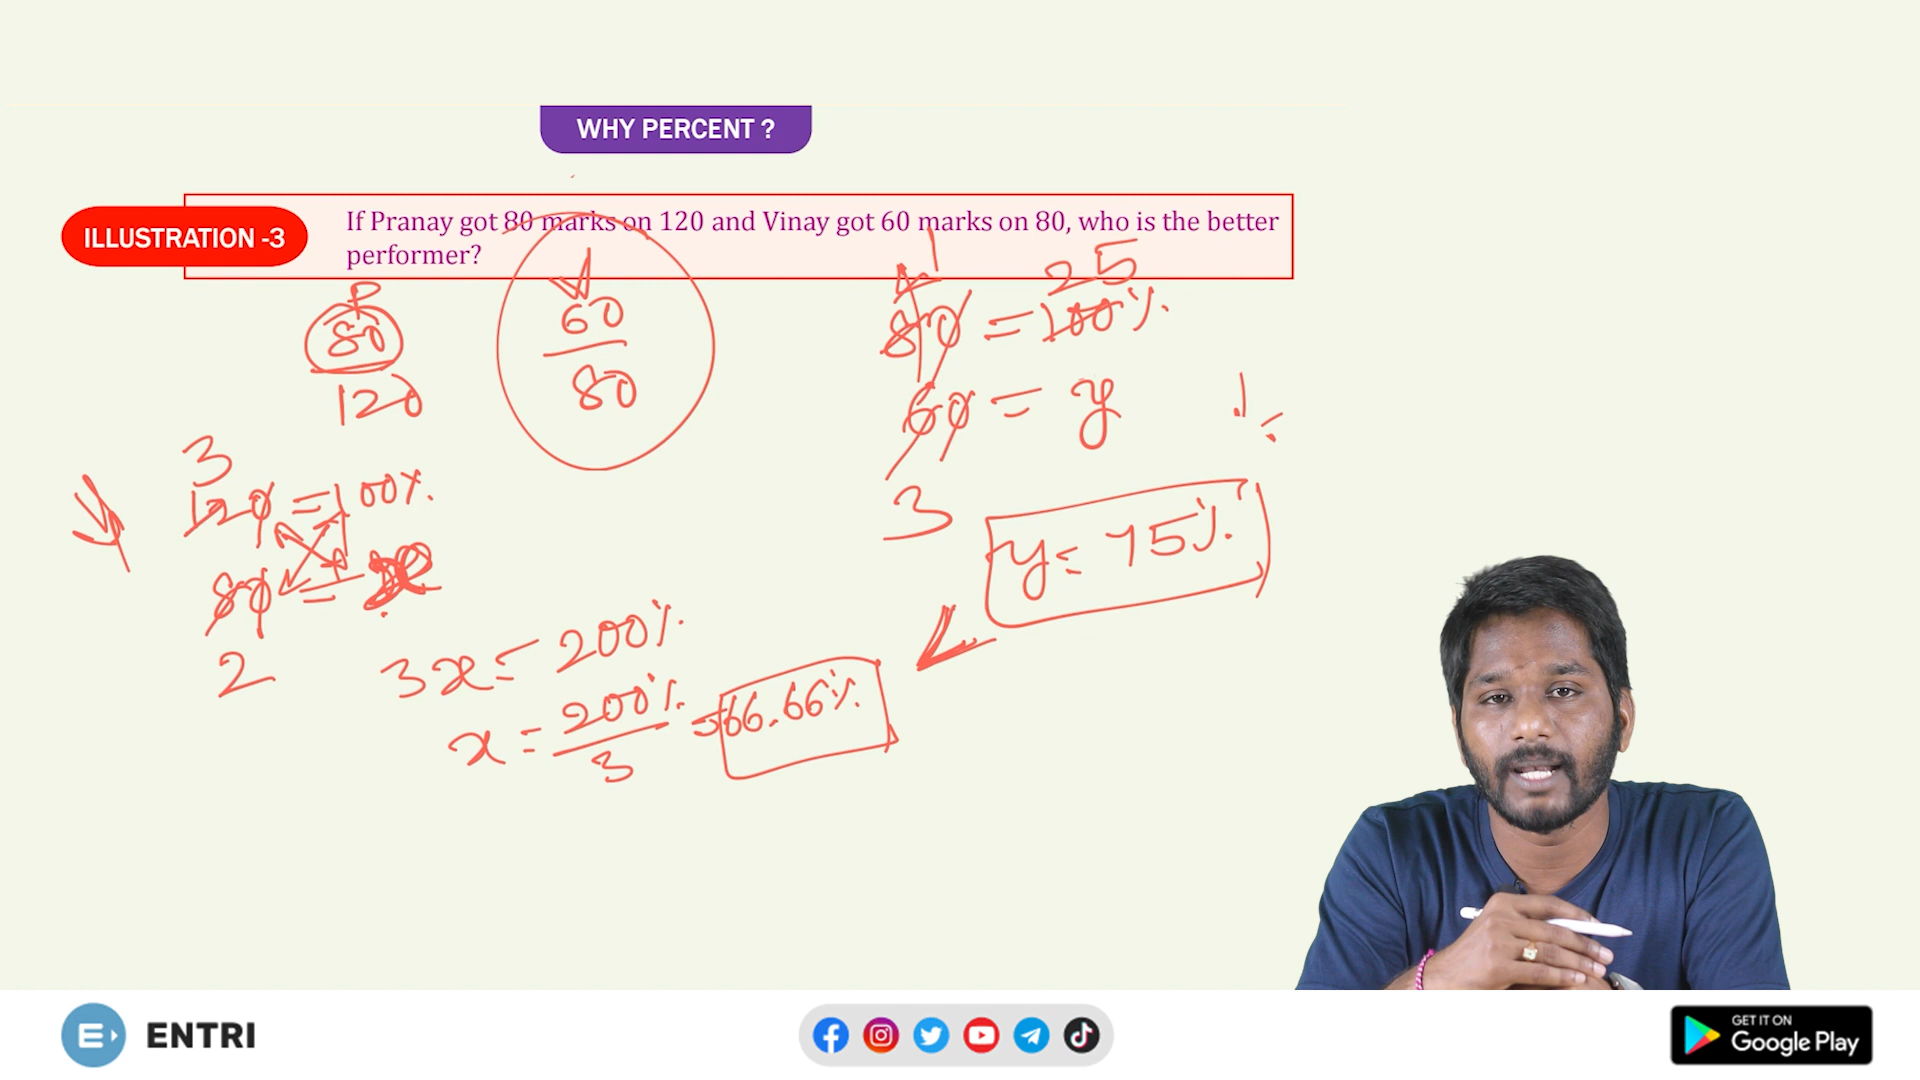 WHY PERCENT ?
ILLUSTRATION -3
If Pranay got 80 marks on 120 and Vinay got 60 marks on 80, who is the better
performer?
P
80
120
60
80
1
25
80 = 100%
60 = y
3
3
120 = 100%
80 =
2
3x = 200%
x = 200%
3
= 66.66%
y = 75%
ENTRI
GET IT ON
Google Play